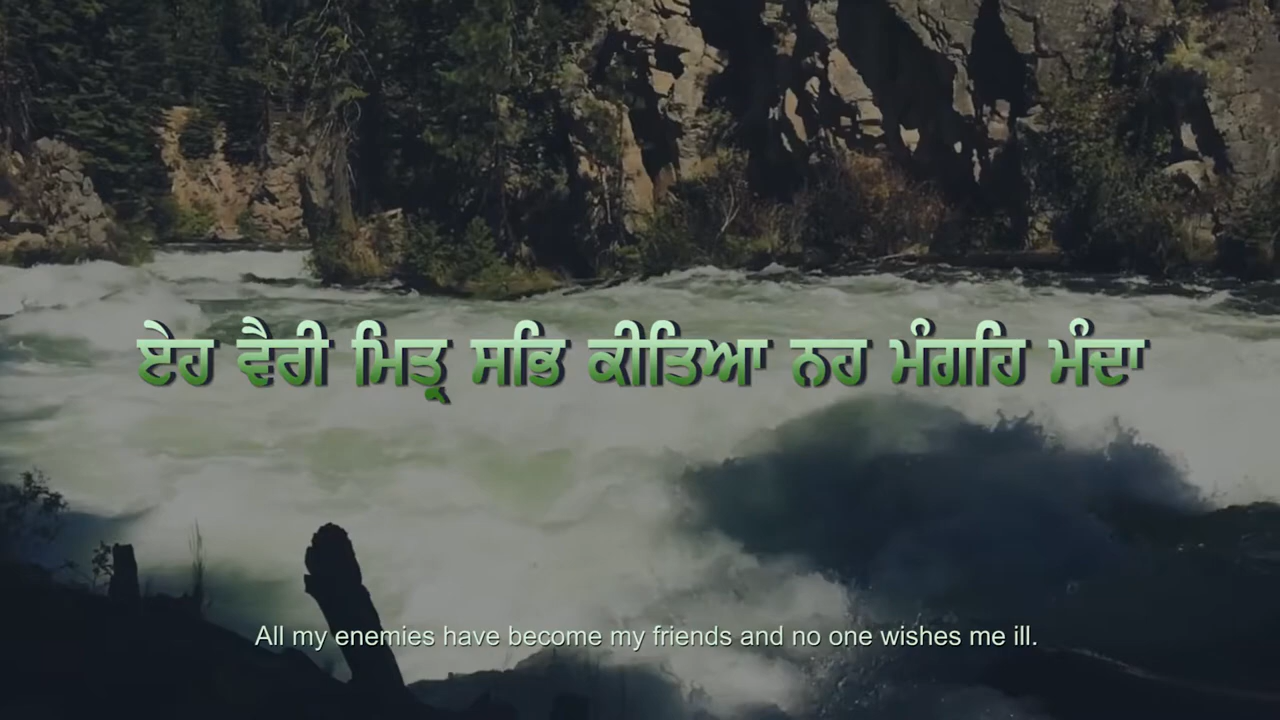 ਏਹ ਵੈਰੀ ਮਿਤ੍ਰ ਸਭਿ ਕੀਤਿਆ ਨਹ ਮੰਗਹਿ ਮੰਦਾ
All my enemies have become my friends and no one wishes me ill.